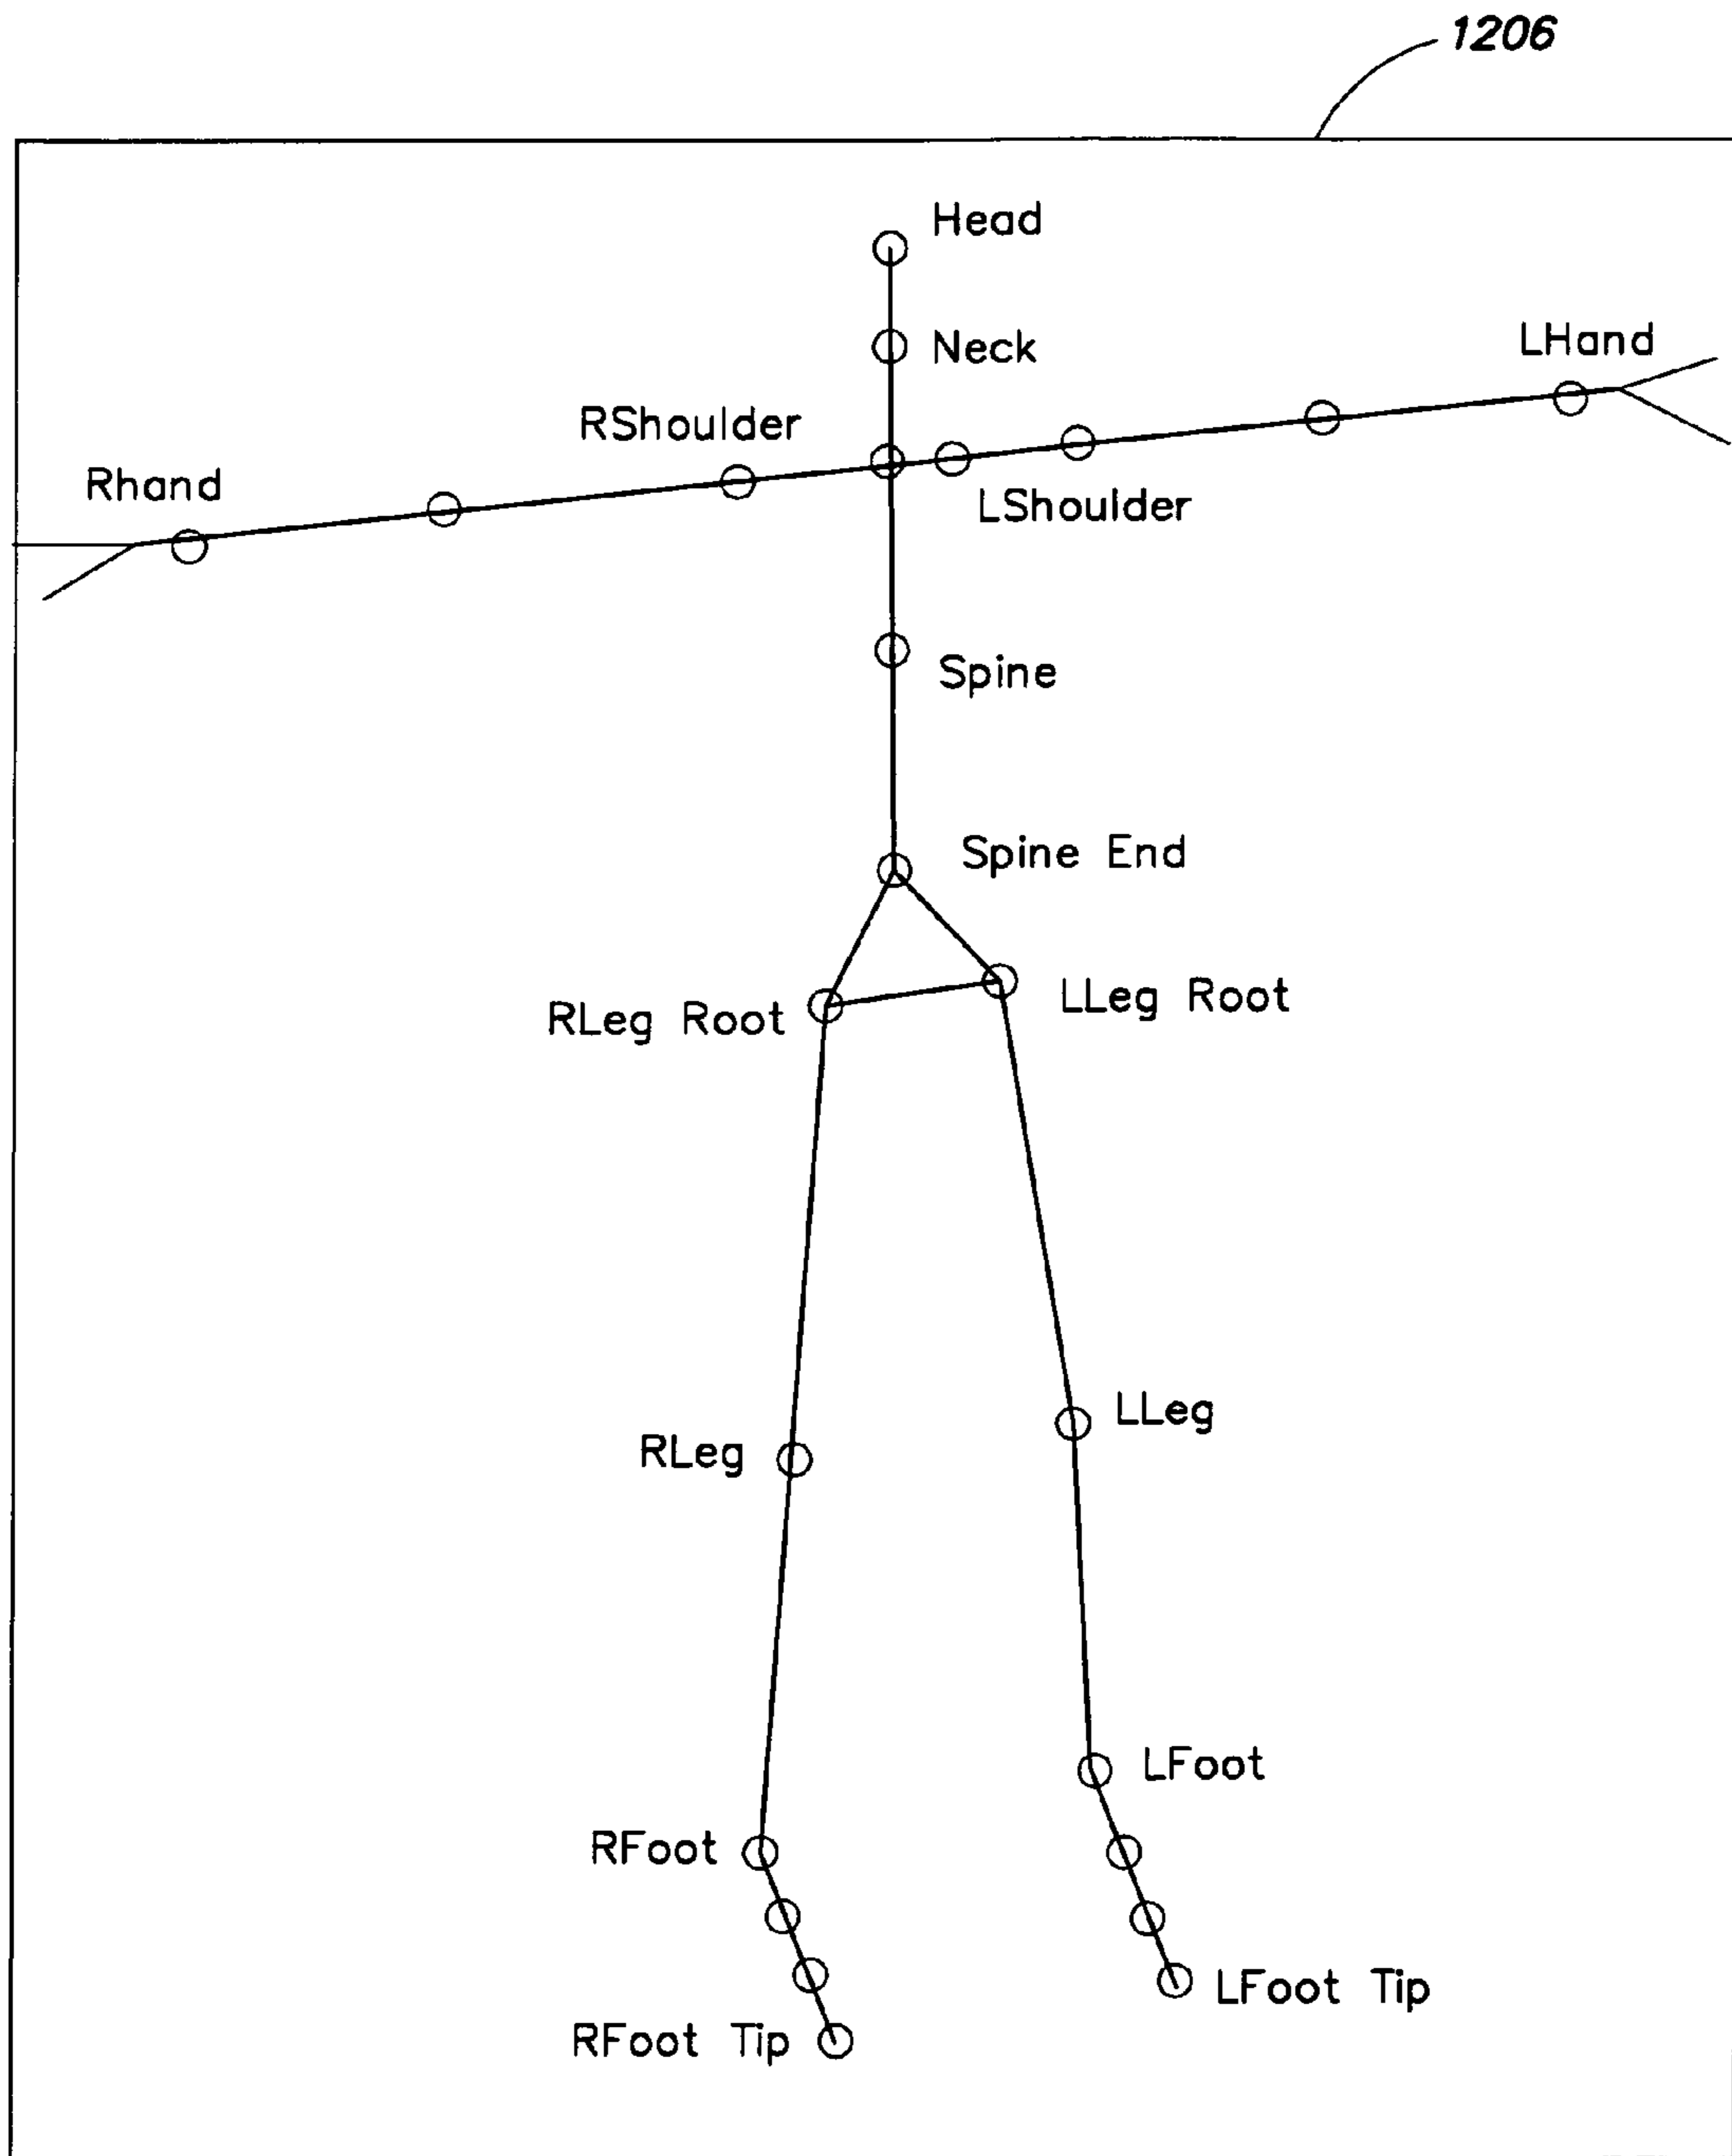 1206
Head
Neck
LHand
RShoulder
Rhand
LShoulder
Spine
Spine End
RLeg Root
LLeg Root
LLeg
RLeg
LFoot
RFoot
LFoot Tip
RFoot Tip